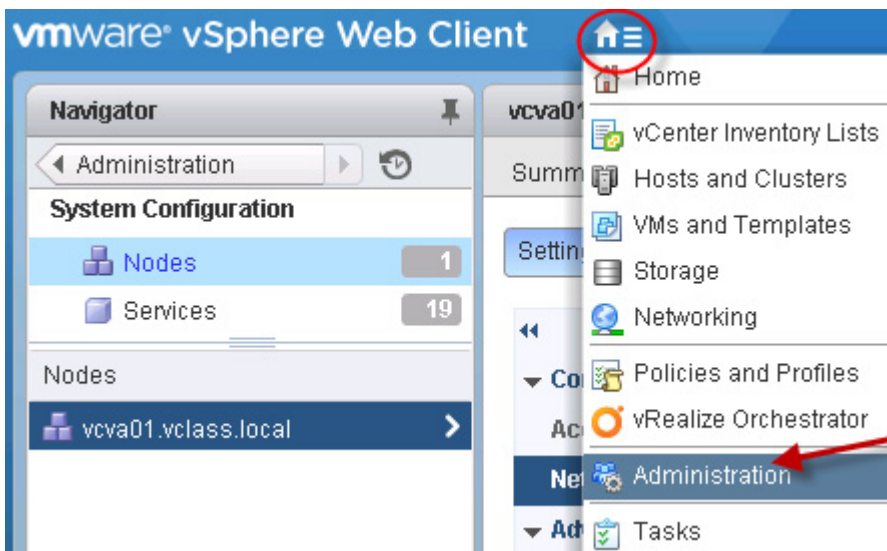 vmware® vSphere Web Client
Home
Navigator
vcva01
vCenter Inventory Lists
Administration
Summ
Hosts and Clusters
System Configuration
VMs and Templates
Nodes 1
Settin
Storage
Services 19
Networking
Nodes
Co
Policies and Profiles
vcva01.vclass.local
Ac
vRealize Orchestrator
Net
Administration
Ad
Tasks